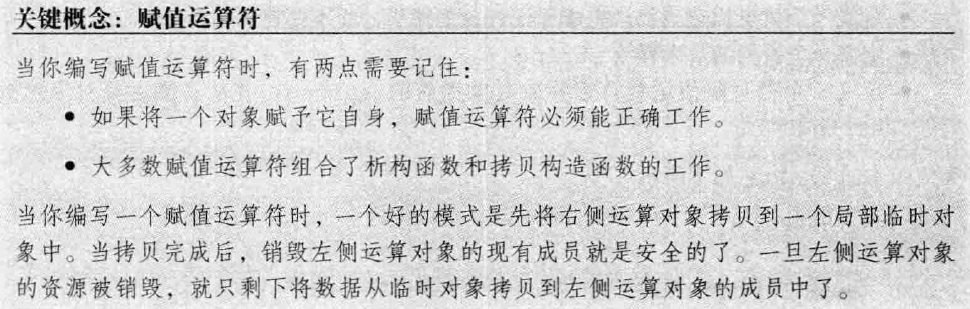 关键概念：赋值运算符
当你编写赋值运算符时，有两点需要记住：
• 如果将一个对象赋予它自身，赋值运算符必须能正确工作。
• 大多数赋值运算符组合了析构函数和拷贝构造函数的工作。
当你编写一个赋值运算符时，一个好的模式是先将右侧运算对象拷贝到一个局部临时对
象中。当拷贝完成后，销毁左侧运算对象的现有成员就是安全的了。一旦左侧运算对象
的资源被销毁，就只剩下将数据从临时对象拷贝到左侧运算对象的成员中了。